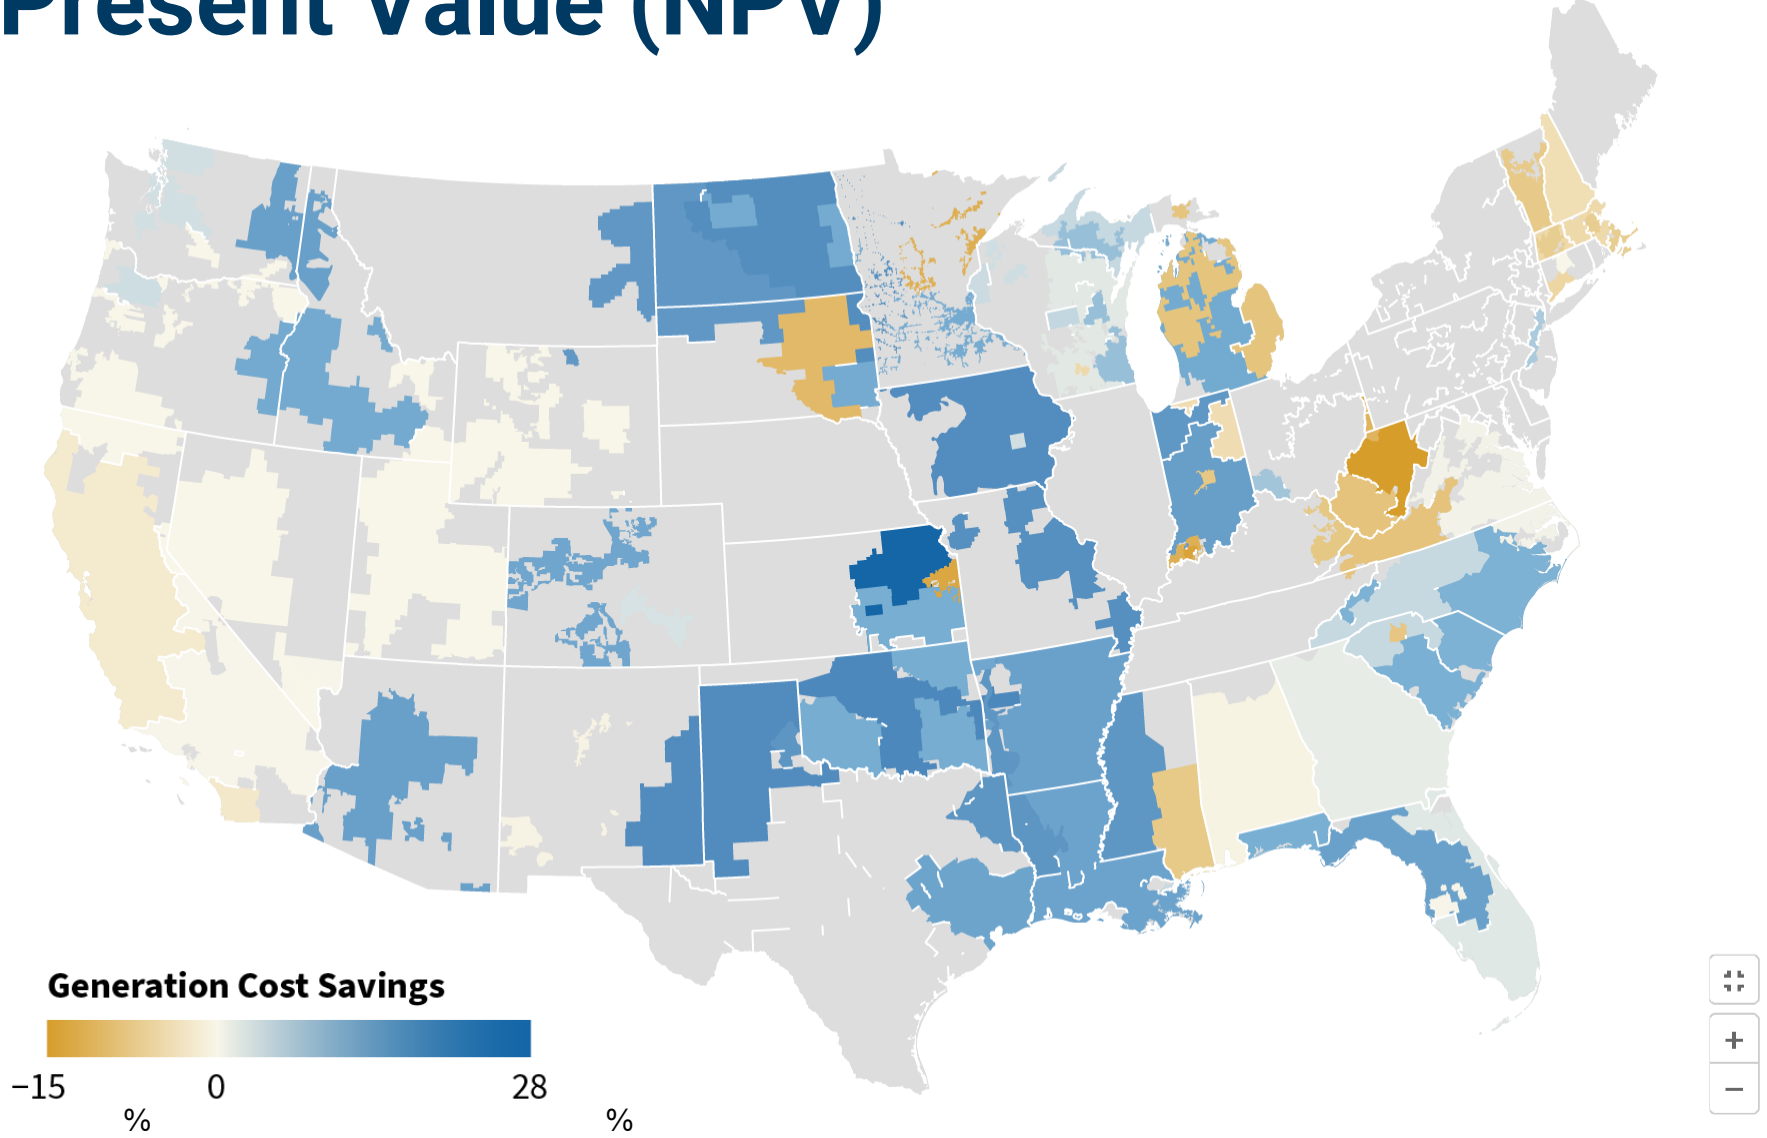 Present Value (NPV)
Generation Cost Savings
−15 0 28
% %
+
−